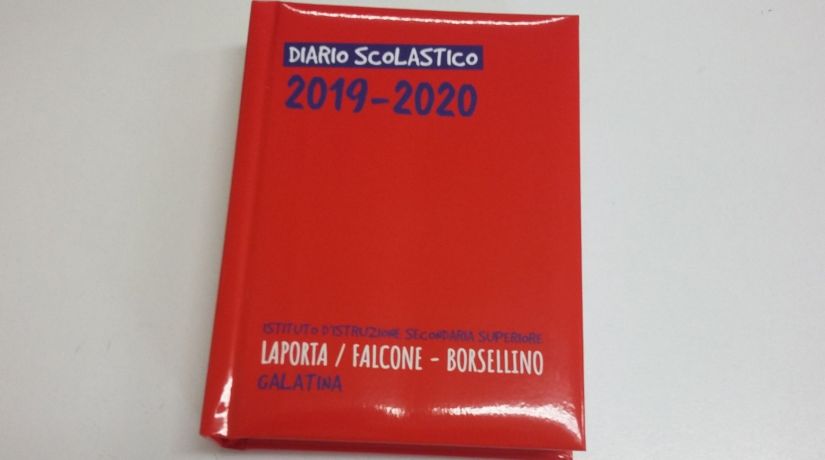 DIARIO SCOLASTICO
2019-2020
ISTITUTO D'ISTRUZIONE SECONDARIA SUPERIORE
LAPORTA / FALCONE - BORSELLINO
GALATINA